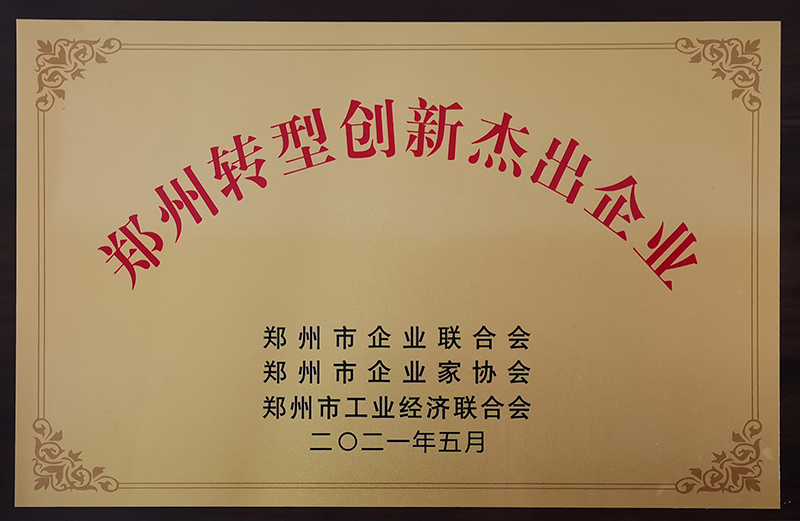 郑州转型创新杰出企业
郑州市企业联合会
郑州市企业家协会
郑州市工业经济联合会
二〇二一年五月